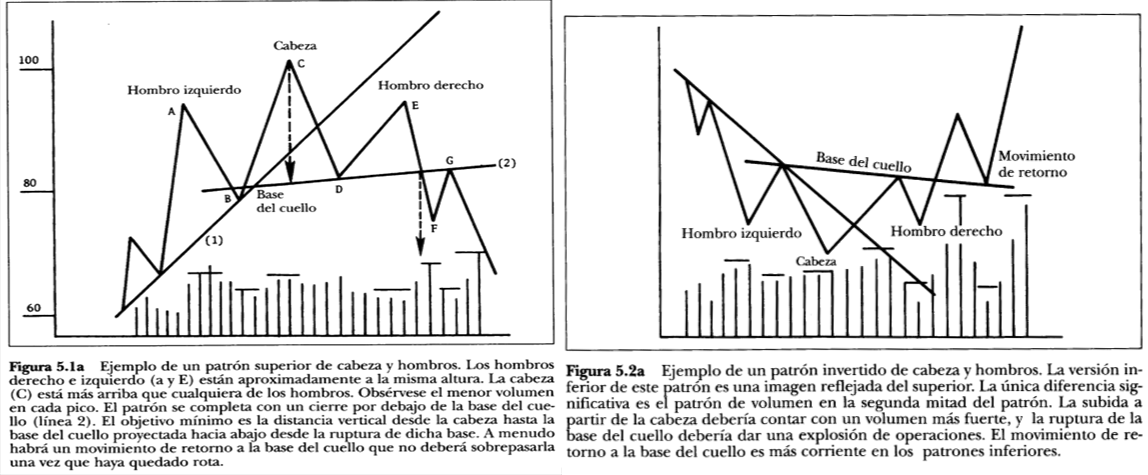 100
80
60
Cabeza
C
Hombro izquierdo
A
Hombro derecho
E
B
Base
del cuello
D
G
(2)
F
(1)
Figura 5.1a Ejemplo de un patrón superior de cabeza y hombros. Los hombros
derecho e izquierdo (a y E) están aproximadamente a la misma altura. La cabeza
(C) está más arriba que cualquiera de los hombros. Obsérvese el menor volumen
en cada pico. El patrón se completa con un cierre por debajo de la base del cue-
llo (línea 2). El objetivo mínimo es la distancia vertical desde la cabeza hasta la
base del cuello proyectada hacia abajo desde la ruptura de dicha base. A menudo
habrá un movimiento de retorno a la base del cuello que no deberá sobrepasarla
una vez que haya quedado rota.
Base del cuello
Movimiento
de retorno
Hombro izquierdo
Hombro derecho
Cabeza
Figura 5.2a Ejemplo de un patrón invertido de cabeza y hombros. La versión in-
ferior de este patrón es una imagen reflejada del superior. La única diferencia sig-
nificativa es el patrón de volumen en la segunda mitad del patrón. La subida a
partir de la cabeza debería contar con un volumen más fuerte, y la ruptura de la
base del cuello debería dar una explosión de operaciones. El movimiento de re-
torno a la base del cuello es más corriente en los patrones inferiores.